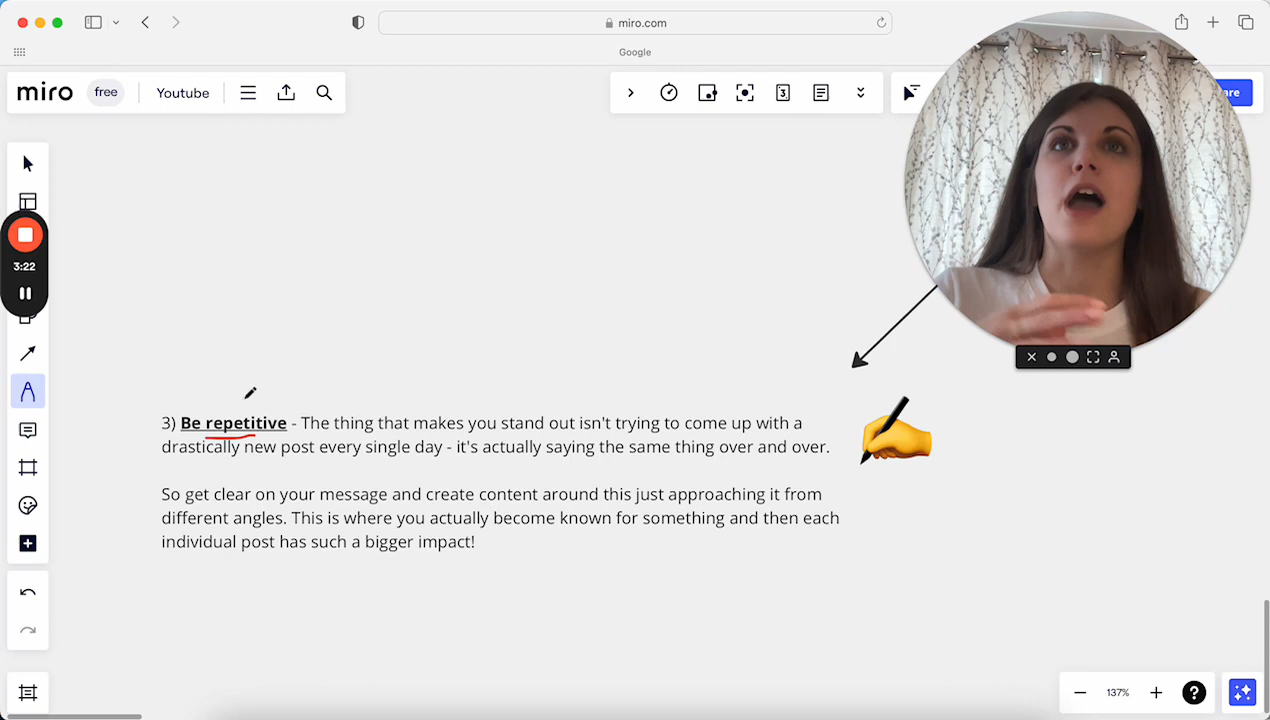 miro.com
Google
miro free Youtube
3
are
3:22
3) Be repetitive - The thing that makes you stand out isn't trying to come up with a
drastically new post every single day - it's actually saying the same thing over and over.
So get clear on your message and create content around this just approaching it from
different angles. This is where you actually become known for something and then each
individual post has such a bigger impact!
137%
?